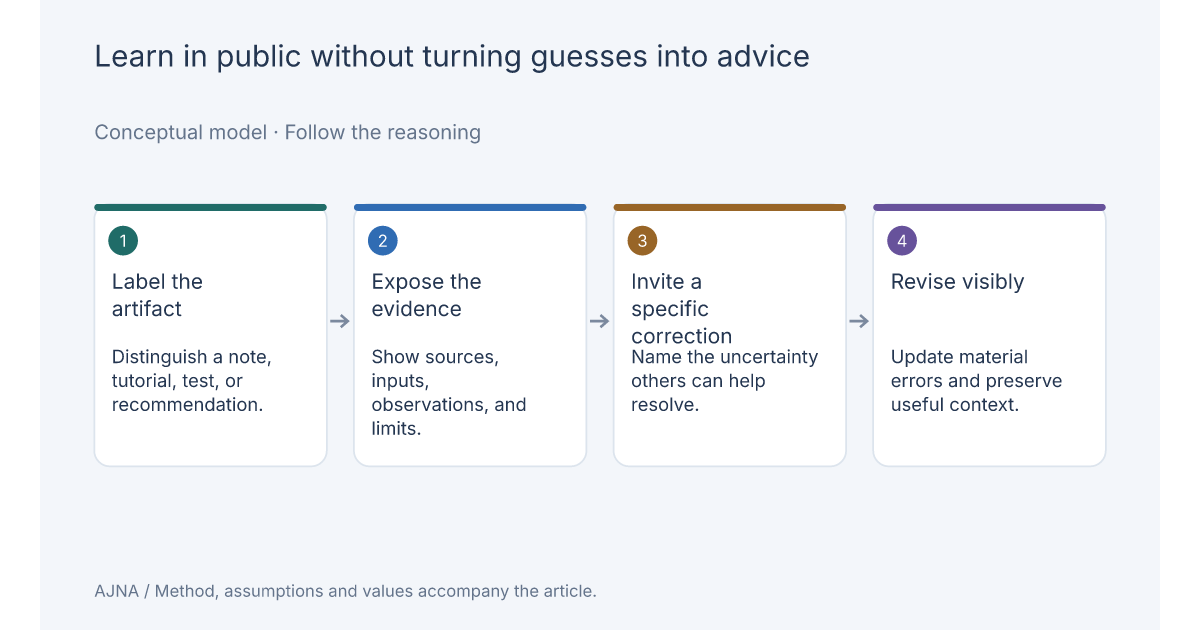 Learn in public without turning guesses into advice
Conceptual model · Follow the reasoning
1
Label the
artifact
Distinguish a note,
tutorial, test, or
recommendation.
2
Expose the
evidence
Show sources,
inputs,
observations, and
limits.
3
Invite a
specific
correction
Name the uncertainty
others can help
resolve.
4
Revise visibly
Update material
errors and preserve
useful context.
AJNA / Method, assumptions and values accompany the article.